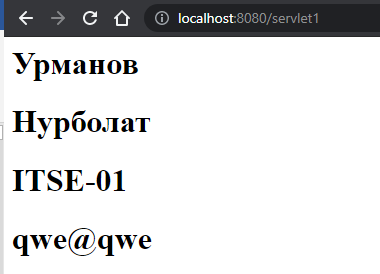 localhost:8080/servlet1
Урманов
Нурболат
ITSE-01
qwe@qwe